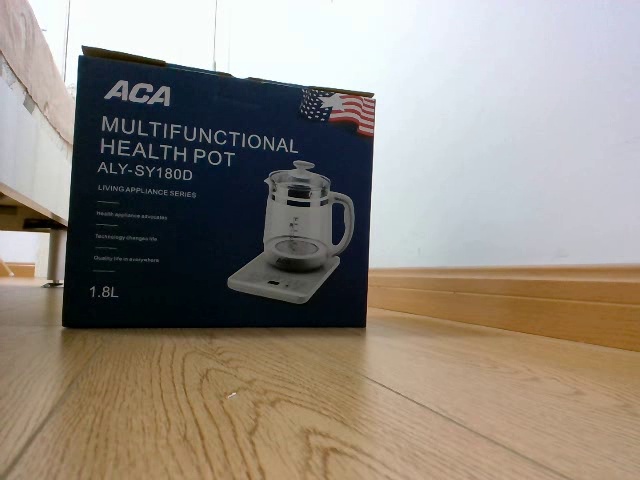 ACA
MULTIFUNCTIONAL
HEALTH POT
ALY-SY180D
LIVING APPLIANCE SERIES
Health appliance advocates
Technology changes life
Quality life is everywhere
1.8L